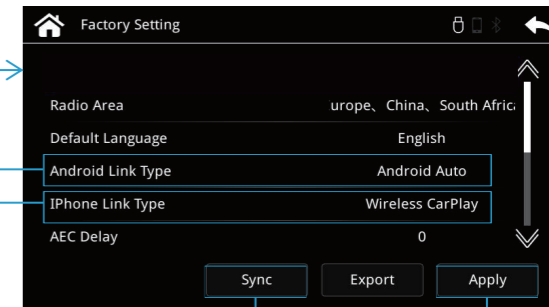 Factory Setting
Radio Area urope、China、South Afric
Default Language English
Android Link Type Android Auto
IPhone Link Type Wireless CarPlay
AEC Delay 0
Sync Export Apply